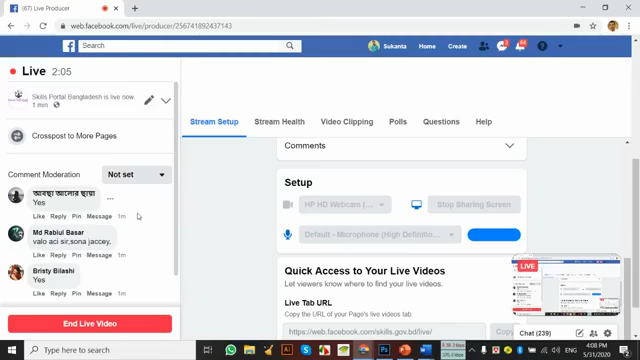 (67) Live Producer
web.facebook.com/live/producer/256741892437143
Search
Sukanta
Home
Create
Live 2:05
Skills Portal Bangladesh is live now.
1 min
Crosspost to More Pages
Comment Moderation
Not set
আবছা আলোর ছায়া
Yes
Like Reply Pin Message 1m
Md Rabiul Basar
valo aci sir,sona jaccey.
Like Reply Pin Message 1m
Bristy Bilashi
Yes
Like Reply Pin Message 1m
End Live Video
Stream Setup
Stream Health
Video Clipping
Polls
Questions
Help
Comments
Setup
HP HD Webcam (...
Stop Sharing Screen
Default - Microphone (High Definitio...
Quick Access to Your Live Videos
Let viewers know where to find your live videos.
Live Tab URL
Copy the URL of your Page's live videos tab.
https://web.facebook.com/skills.gov.bd/live/
Copy
LIVE
Chat (239)
Type here to search
ENG
4:08 PM
5/31/2020